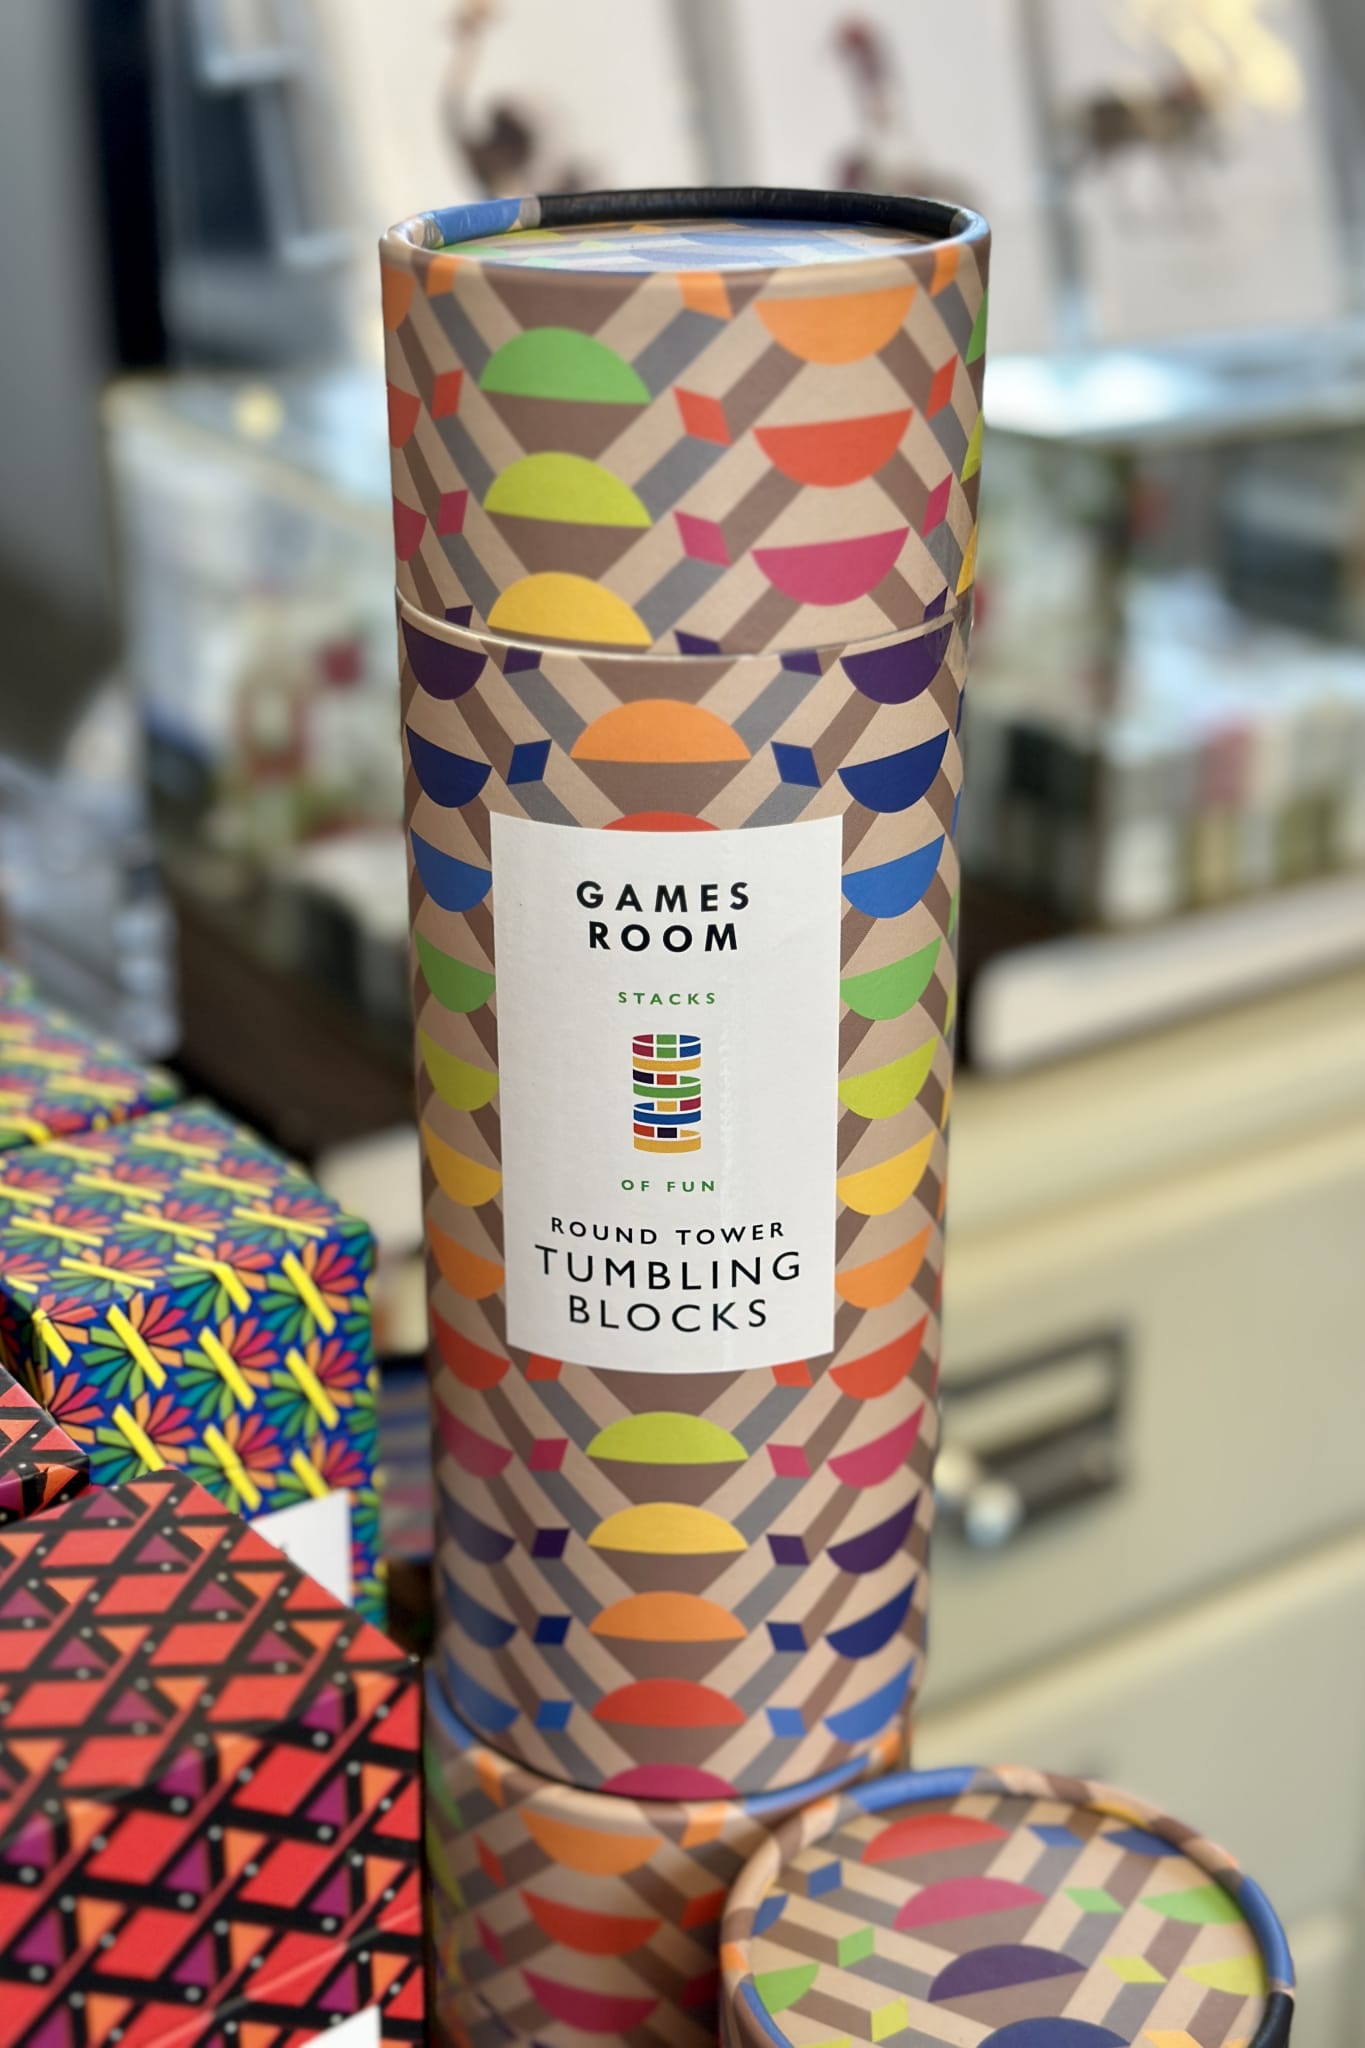 GAMES
ROOM
STACKS
OF FUN
ROUND TOWER
TUMBLING
BLOCKS